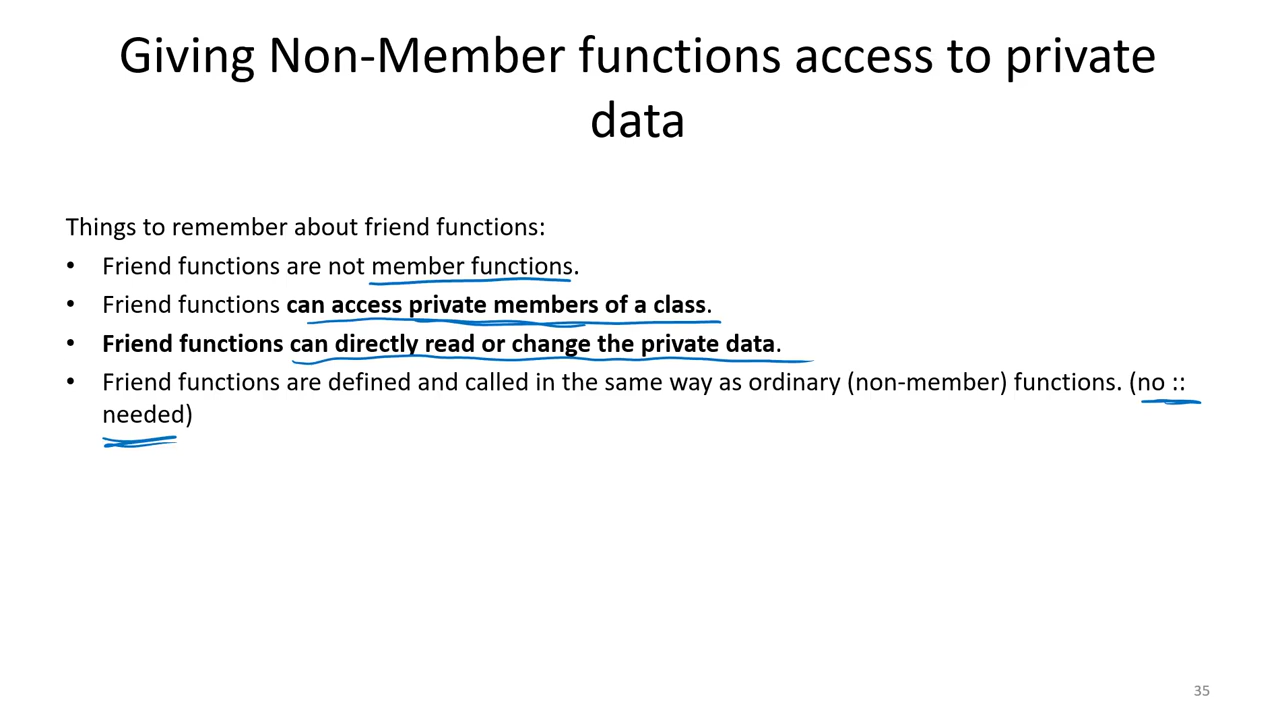 Giving Non-Member functions access to private
data
Things to remember about friend functions:
• Friend functions are not member functions.
• Friend functions can access private members of a class.
• Friend functions can directly read or change the private data.
• Friend functions are defined and called in the same way as ordinary (non-member) functions. (no ::
needed)
35